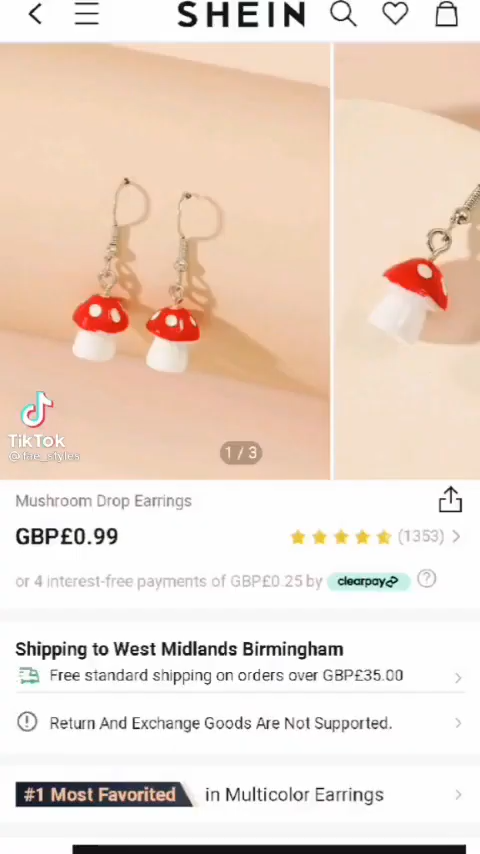 SHEIN
TikTok
@fae_styles
1/3
Mushroom Drop Earrings
GBP£0.99
(1353)
or 4 interest-free payments of GBP£0.25 by clearpay
Shipping to West Midlands Birmingham
Free standard shipping on orders over GBP£35.00
Return And Exchange Goods Are Not Supported.
#1 Most Favorited in Multicolor Earrings